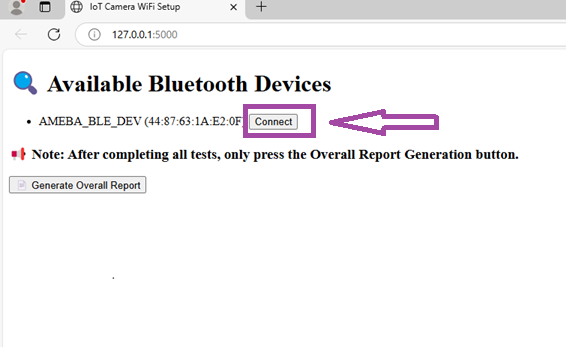 IoT Camera WiFi Setup
127.0.0.1:5000
Available Bluetooth Devices
AMEBA_BLE_DEV (44:87:63:1A:E2:0F Connect
Note: After completing all tests, only press the Overall Report Generation button.
Generate Overall Report